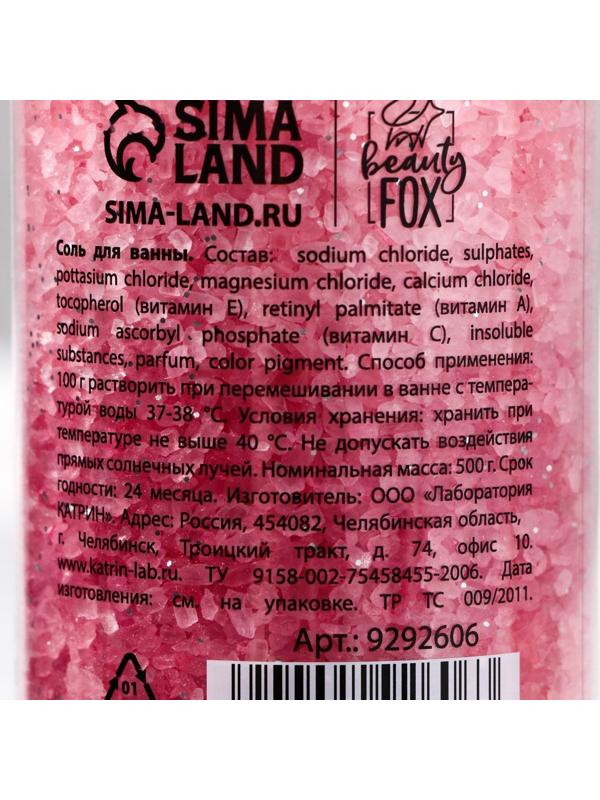 SIMA
LAND
SIMA-LAND.RU
beauty
FOX
Соль для ванны. Состав: sodium chloride, sulphates,
pottasium chloride, magnesium chloride, calcium chloride,
tocopherol (витамин Е), retinyl palmitate (витамин А),
sodium ascorbyl phosphate (витамин С), insoluble
substances, parfum, color pigment. Способ применения:
100 г растворить при перемешивании в ванне с темпера-
турой воды 37-38 °С. Условия хранения: хранить при
температуре не выше 40 °С. Не допускать воздействия
прямых солнечных лучей. Номинальная масса: 500 г. Срок
годности: 24 месяца. Изготовитель: ООО «Лаборатория
КАТРИН». Адрес: Россия, 454082, Челябинская область,
г. Челябинск, Троицкий тракт, д. 74, офис 10.
www.katrin-lab.ru. ТУ 9158-002-75458455-2006. Дата
изготовления: см. на упаковке. ТР ТС 009/2011.
Арт.: 9292606
01